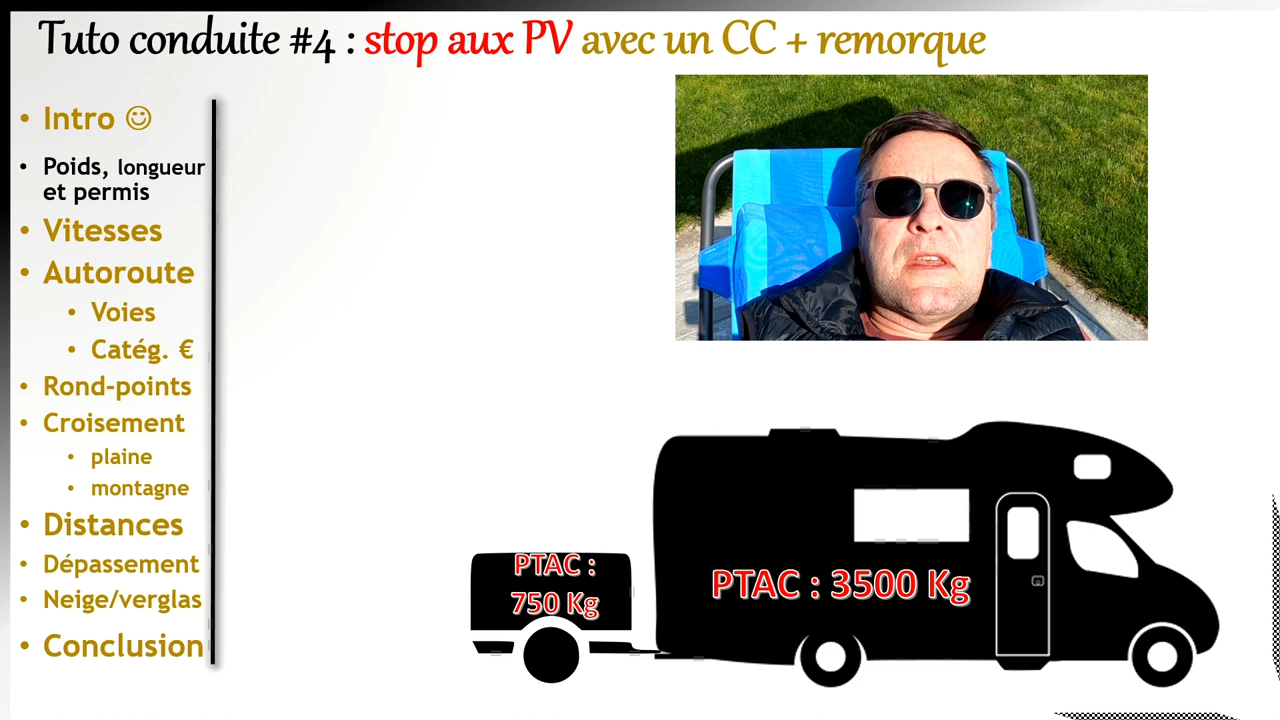 Tuto conduite #4 : stop aux PV avec un CC + remorque
• Intro ☺
• Poids, longueur
et permis
• Vitesses
• Autoroute
• Voies
• Catég. €
• Rond-points
• Croisement
• plaine
• montagne
• Distances
• Dépassement
• Neige/verglas
• Conclusion
PTAC :
750 Kg
PTAC : 3500 Kg